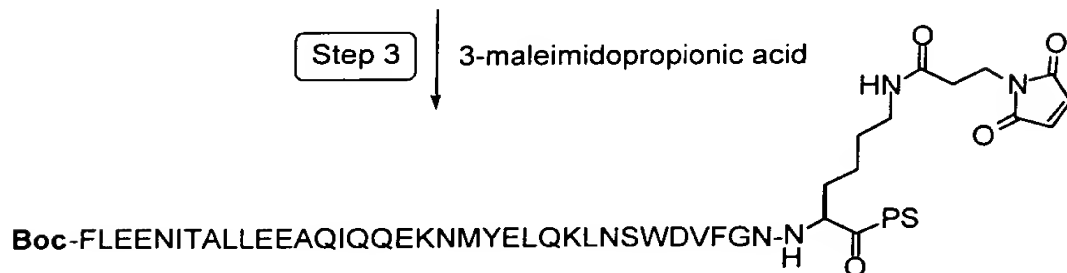 O
O
Step 3 3-maleimidopropionic acid
HN
N
O
PS
Boc-FLEENITALLEEAQIQQEKNMYELQKLNSWDVFGN-N
H
O